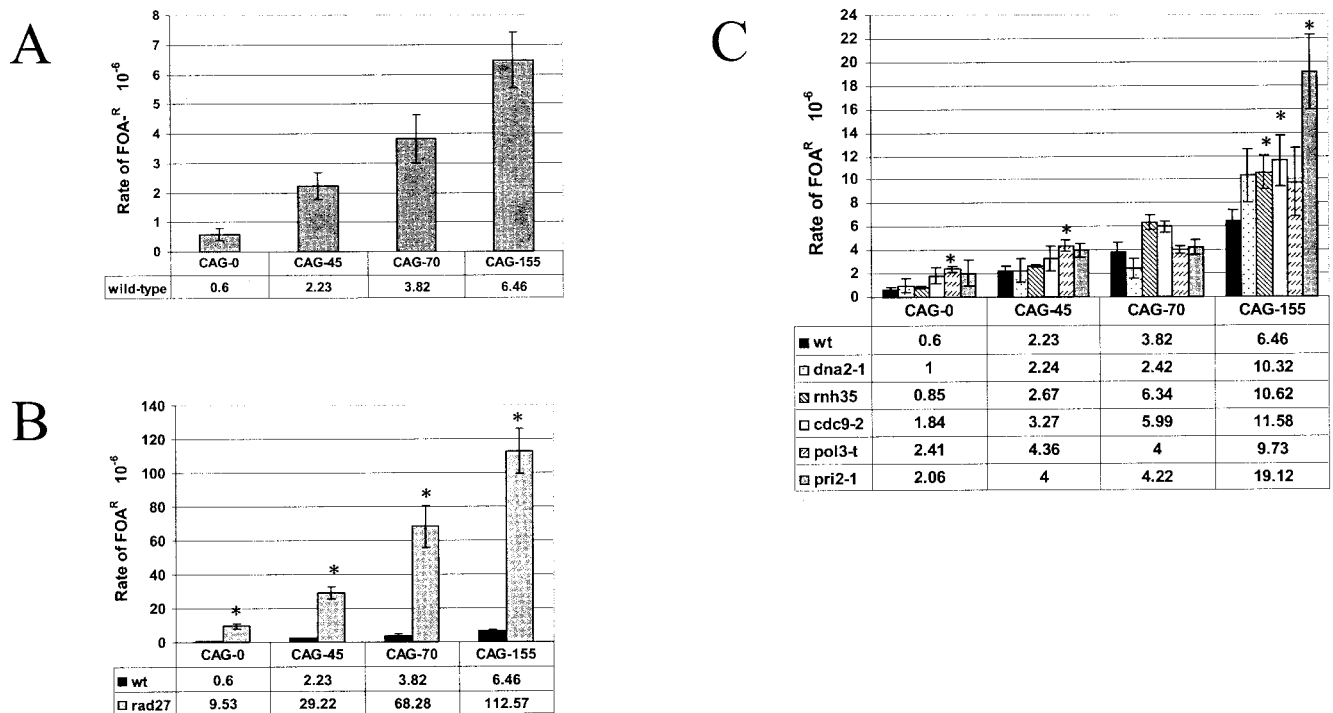 A
Rate of FOA-R 10-6
8
7
6
5
4
3
2
1
0
CAG-0 CAG-45 CAG-70 CAG-155
wild-type 0.6 2.23 3.82 6.46
B
Rate of FOAR 10-6
140
120
100
80
60
40
20
0
* * * *
CAG-0 CAG-45 CAG-70 CAG-155
wt 0.6 2.23 3.82 6.46
rad27 9.53 29.22 68.28 112.57
C
Rate of FOAR 10-6
24
22
20
18
16
14
12
10
8
6
4
2
0
* * * * *
CAG-0 CAG-45 CAG-70 CAG-155
wt 0.6 2.23 3.82 6.46
dna2-1 1 2.24 2.42 10.32
rnh35 0.85 2.67 6.34 10.62
cdc9-2 1.84 3.27 5.99 11.58
pol3-t 2.41 4.36 4 9.73
pri2-1 2.06 4 4.22 19.12